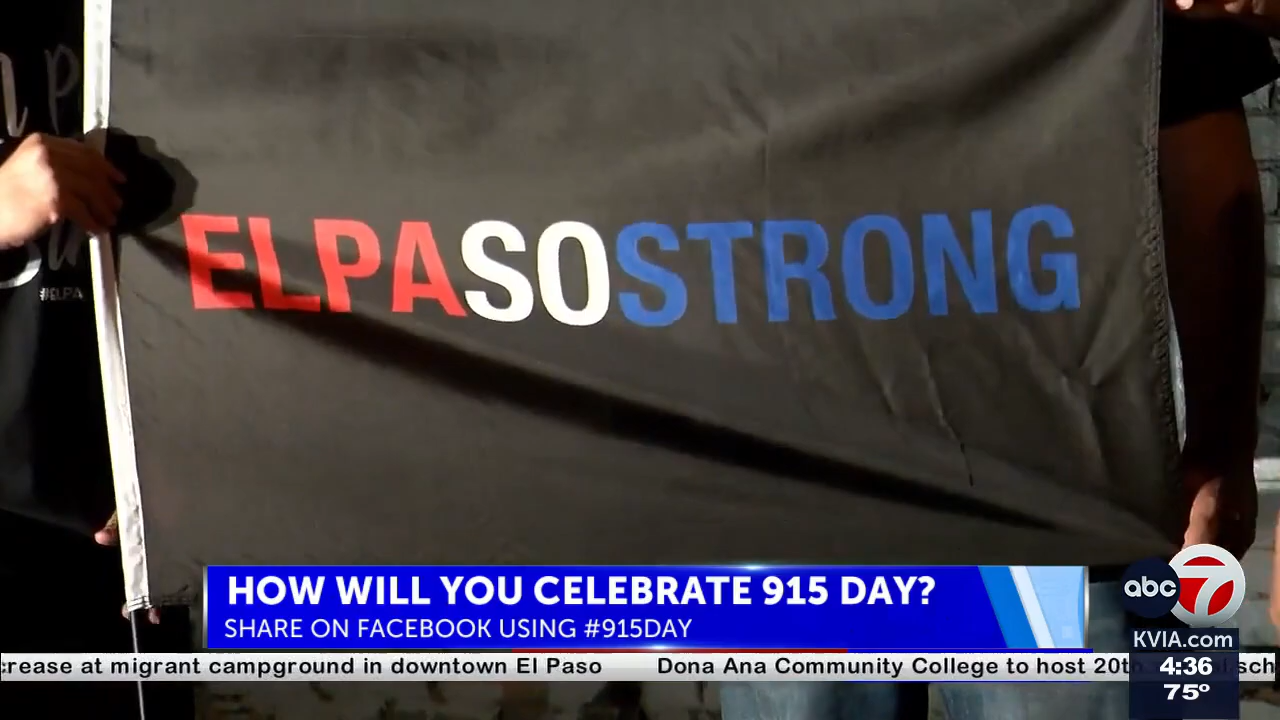 ELPASOSTRONG
#ELPA
HOW WILL YOU CELEBRATE 915 DAY?
SHARE ON FACEBOOK USING #915DAY
abc 7
KVIA.com
crease at migrant campground in downtown El Paso Dona Ana Community College to host 20th
4:36
75°